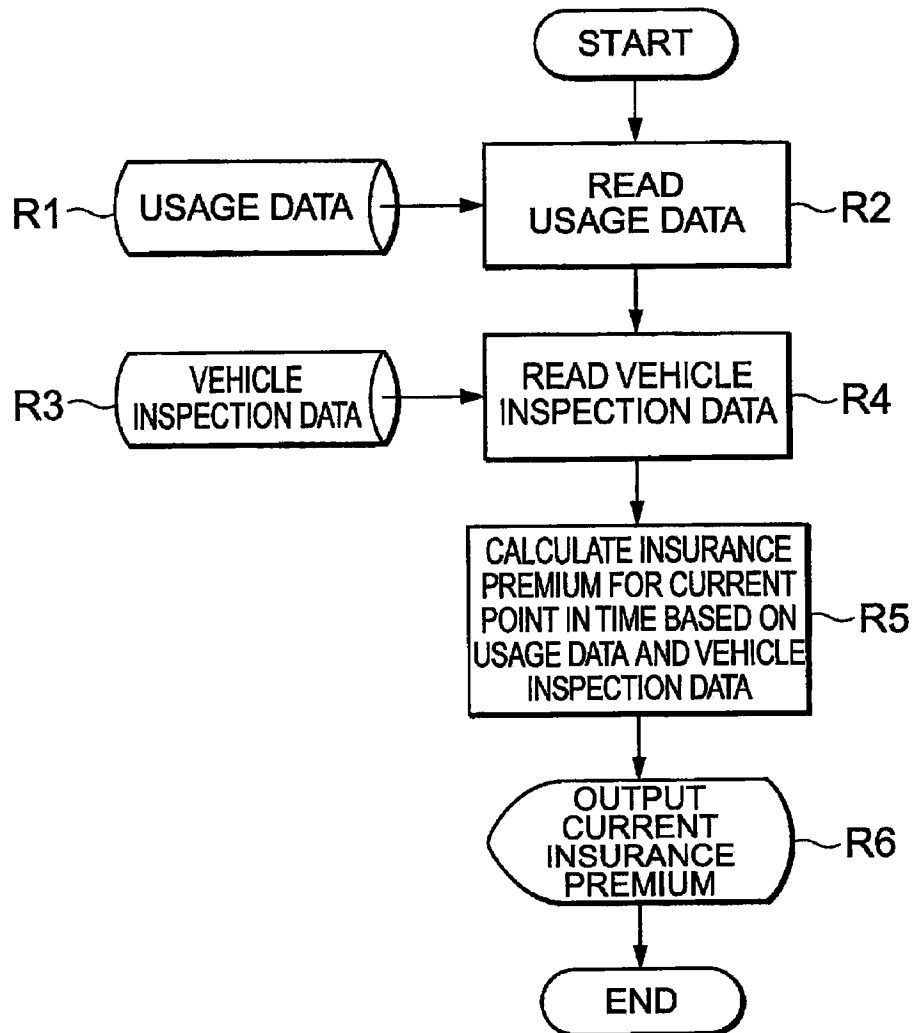 START
R1
USAGE DATA
READ
USAGE DATA
R2
R3
VEHICLE
INSPECTION DATA
READ VEHICLE
INSPECTION DATA
R4
CALCULATE INSURANCE
PREMIUM FOR CURRENT
POINT IN TIME BASED ON
USAGE DATA AND VEHICLE
INSPECTION DATA
R5
OUTPUT
CURRENT
INSURANCE
PREMIUM
R6
END